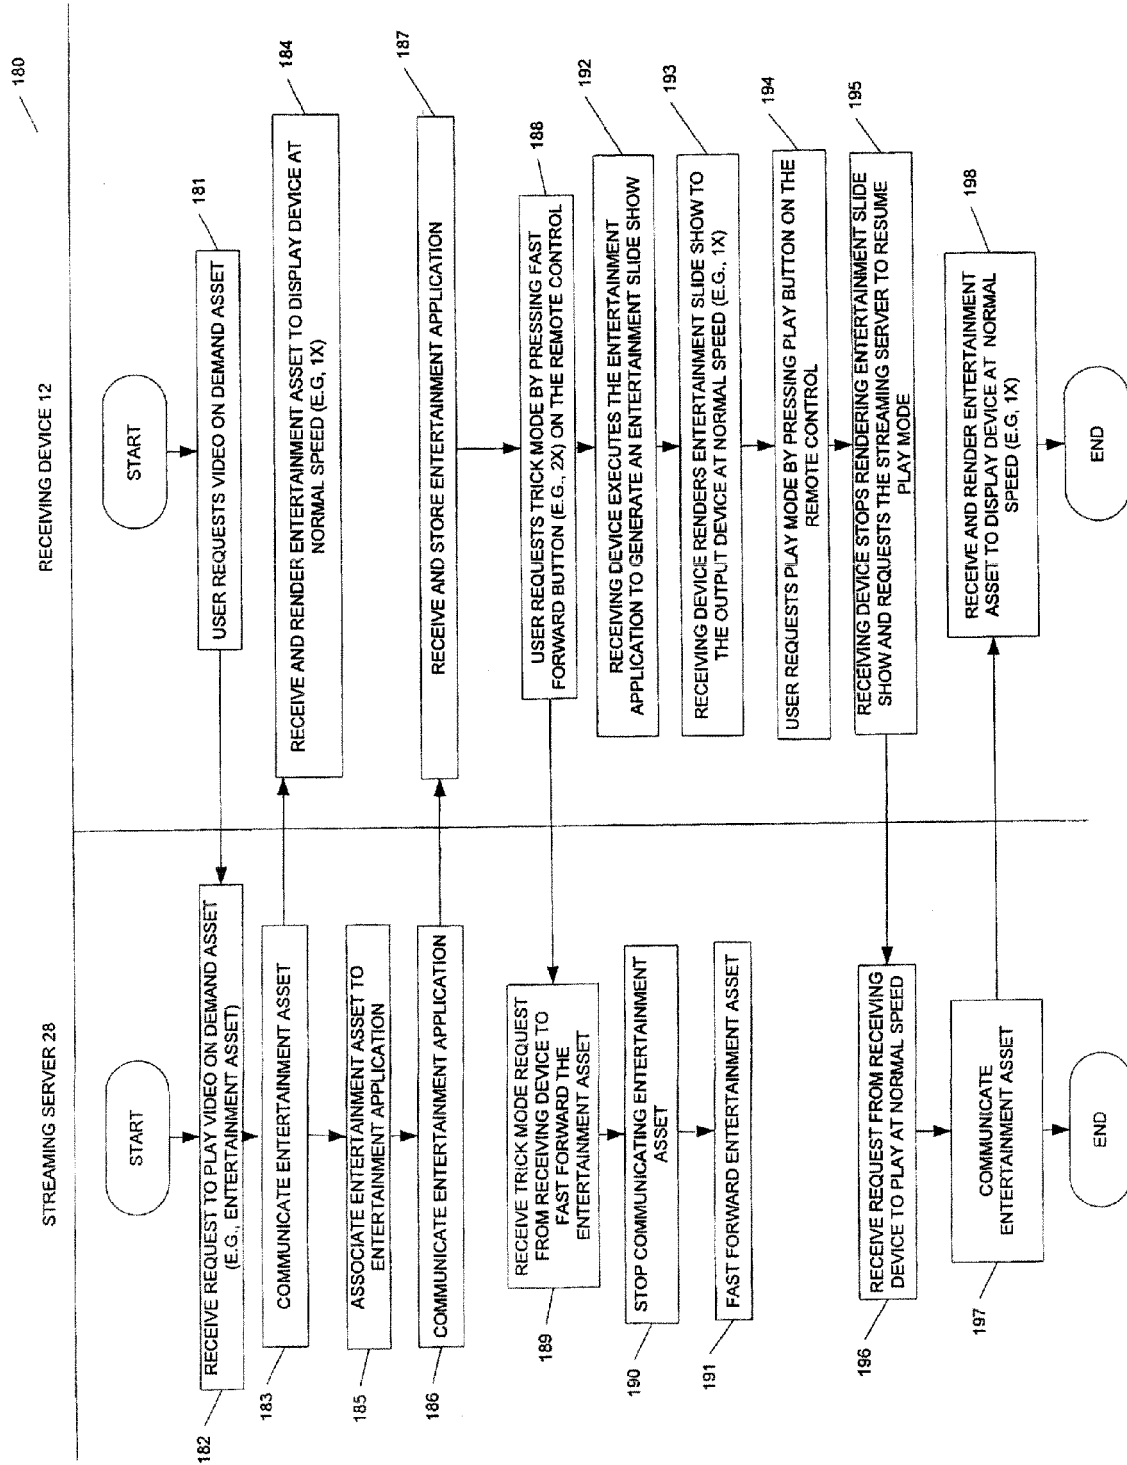 180
STREAMING SERVER 28
RECEIVING DEVICE 12
START
START
181
USER REQUESTS VIDEO ON DEMAND ASSET
182
RECEIVE REQUEST TO PLAY VIDEO ON DEMAND ASSET
(E.G., ENTERTAINMENT ASSET)
183
COMMUNICATE ENTERTAINMENT ASSET
184
RECEIVE AND RENDER ENTERTAINMENT ASSET TO DISPLAY DEVICE AT
NORMAL SPEED (E.G, 1X)
185
ASSOCIATE ENTERTAINMENT ASSET TO
ENTERTAINMENT APPLICATION
186
COMMUNICATE ENTERTAINMENT APPLICATION
187
RECEIVE AND STORE ENTERTAINMENT APPLICATION
188
USER REQUESTS TRICK MODE BY PRESSING FAST
FORWARD BUTTON (E.G., 2X) ON THE REMOTE CONTROL
189
RECEIVE TRICK MODE REQUEST
FROM RECEIVING DEVICE TO
FAST FORWARD THE
ENTERTAINMENT ASSET
190
STOP COMMUNICATING ENTERTAINMENT
ASSET
191
FAST FORWARD ENTERTAINMENT ASSET
192
RECEIVING DEVICE EXECUTES THE ENTERTAINMENT
APPLICATION TO GENERATE AN ENTERTAINMENT SLIDE SHOW
193
RECEIVING DEVICE RENDERS ENTERTAINMENT SLIDE SHOW TO
THE OUTPUT DEVICE AT NORMAL SPEED (E.G., 1X)
194
USER REQUESTS PLAY MODE BY PRESSING PLAY BUTTON ON THE
REMOTE CONTROL
195
RECEIVING DEVICE STOPS RENDERING ENTERTAINMENT SLIDE
SHOW AND REQUESTS THE STREAMING SERVER TO RESUME
PLAY MODE
196
RECEIVE REQUEST FROM RECEIVING
DEVICE TO PLAY AT NORMAL SPEED
197
COMMUNICATE
ENTERTAINMENT ASSET
198
RECEIVE AND RENDER ENTERTAINMENT
ASSET TO DISPLAY DEVICE AT NORMAL
SPEED (E.G, 1X)
END
END